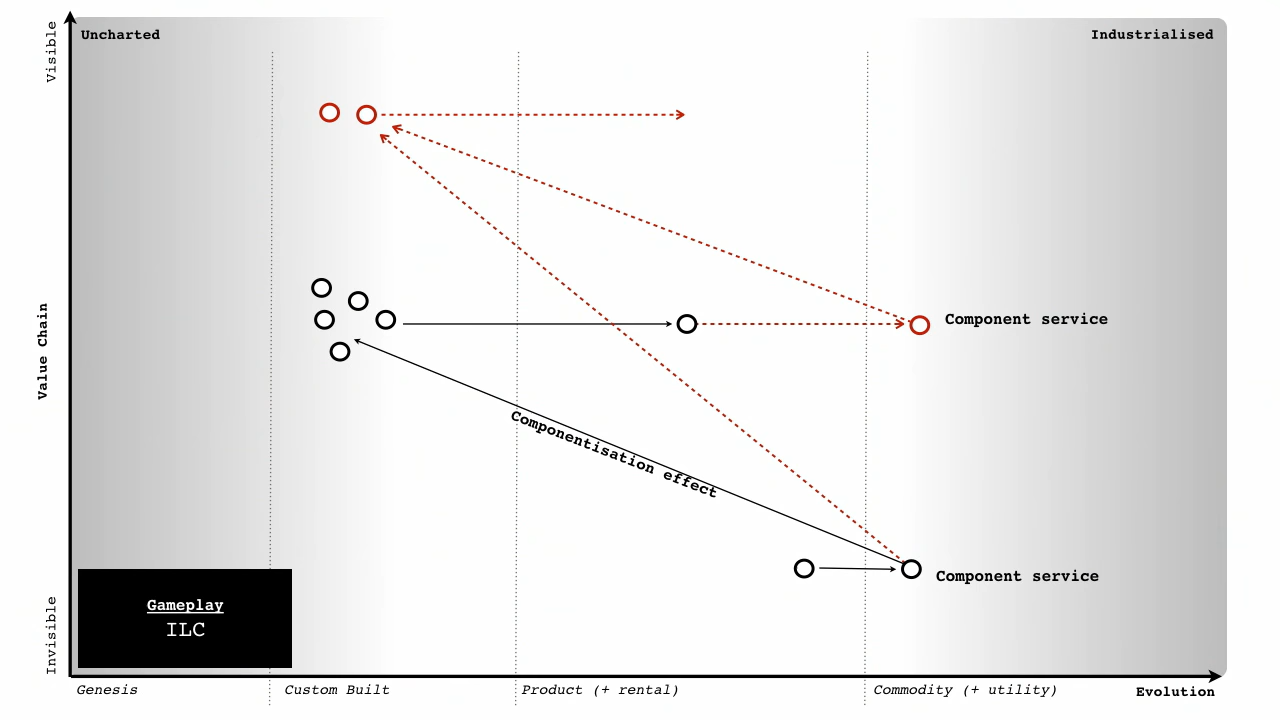 Uncharted
Industrialised
Visible
Value Chain
Invisible
Component service
Componentisation effect
Component service
Gameplay
ILC
Genesis
Custom Built
Product (+ rental)
Commodity (+ utility)
Evolution